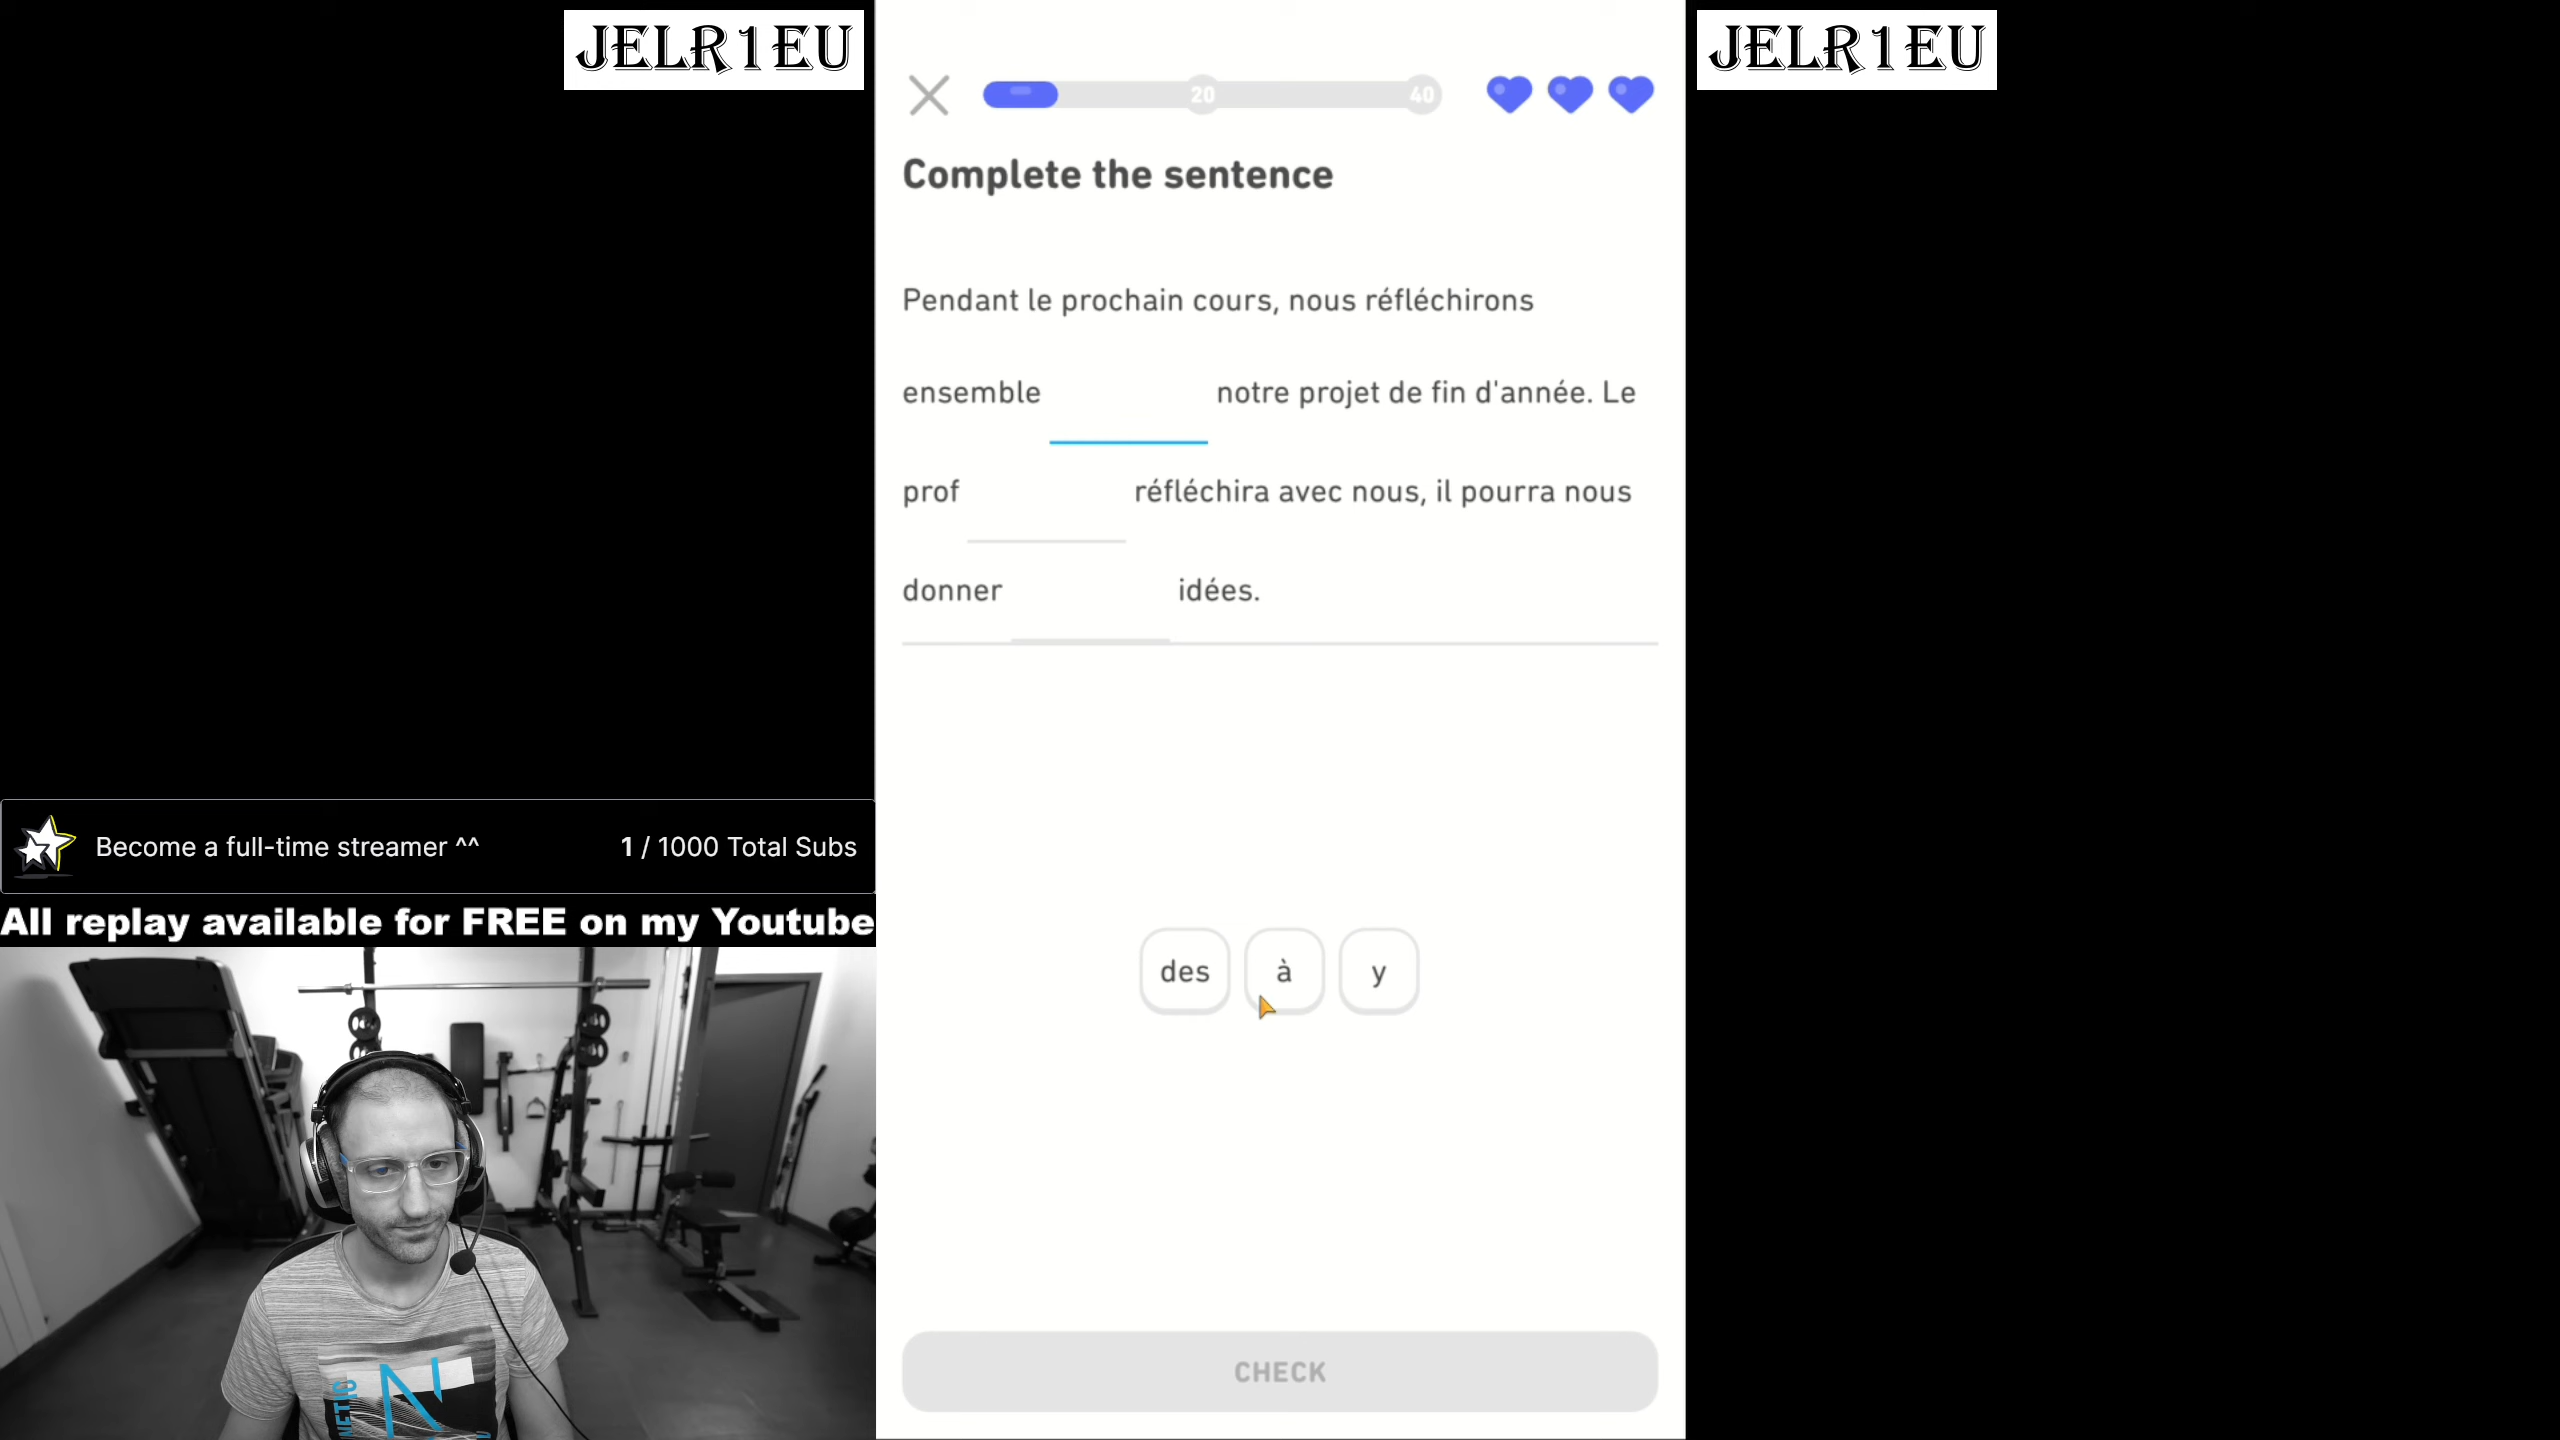 JELR1EU
JELR1EU
20
40
Complete the sentence
Pendant le prochain cours, nous réfléchirons
ensemble notre projet de fin d'année. Le
prof réfléchira avec nous, il pourra nous
donner idées.
des
à
y
CHECK
Become a full-time streamer ^^
1 / 1000 Total Subs
All replay available for FREE on my Youtube
N